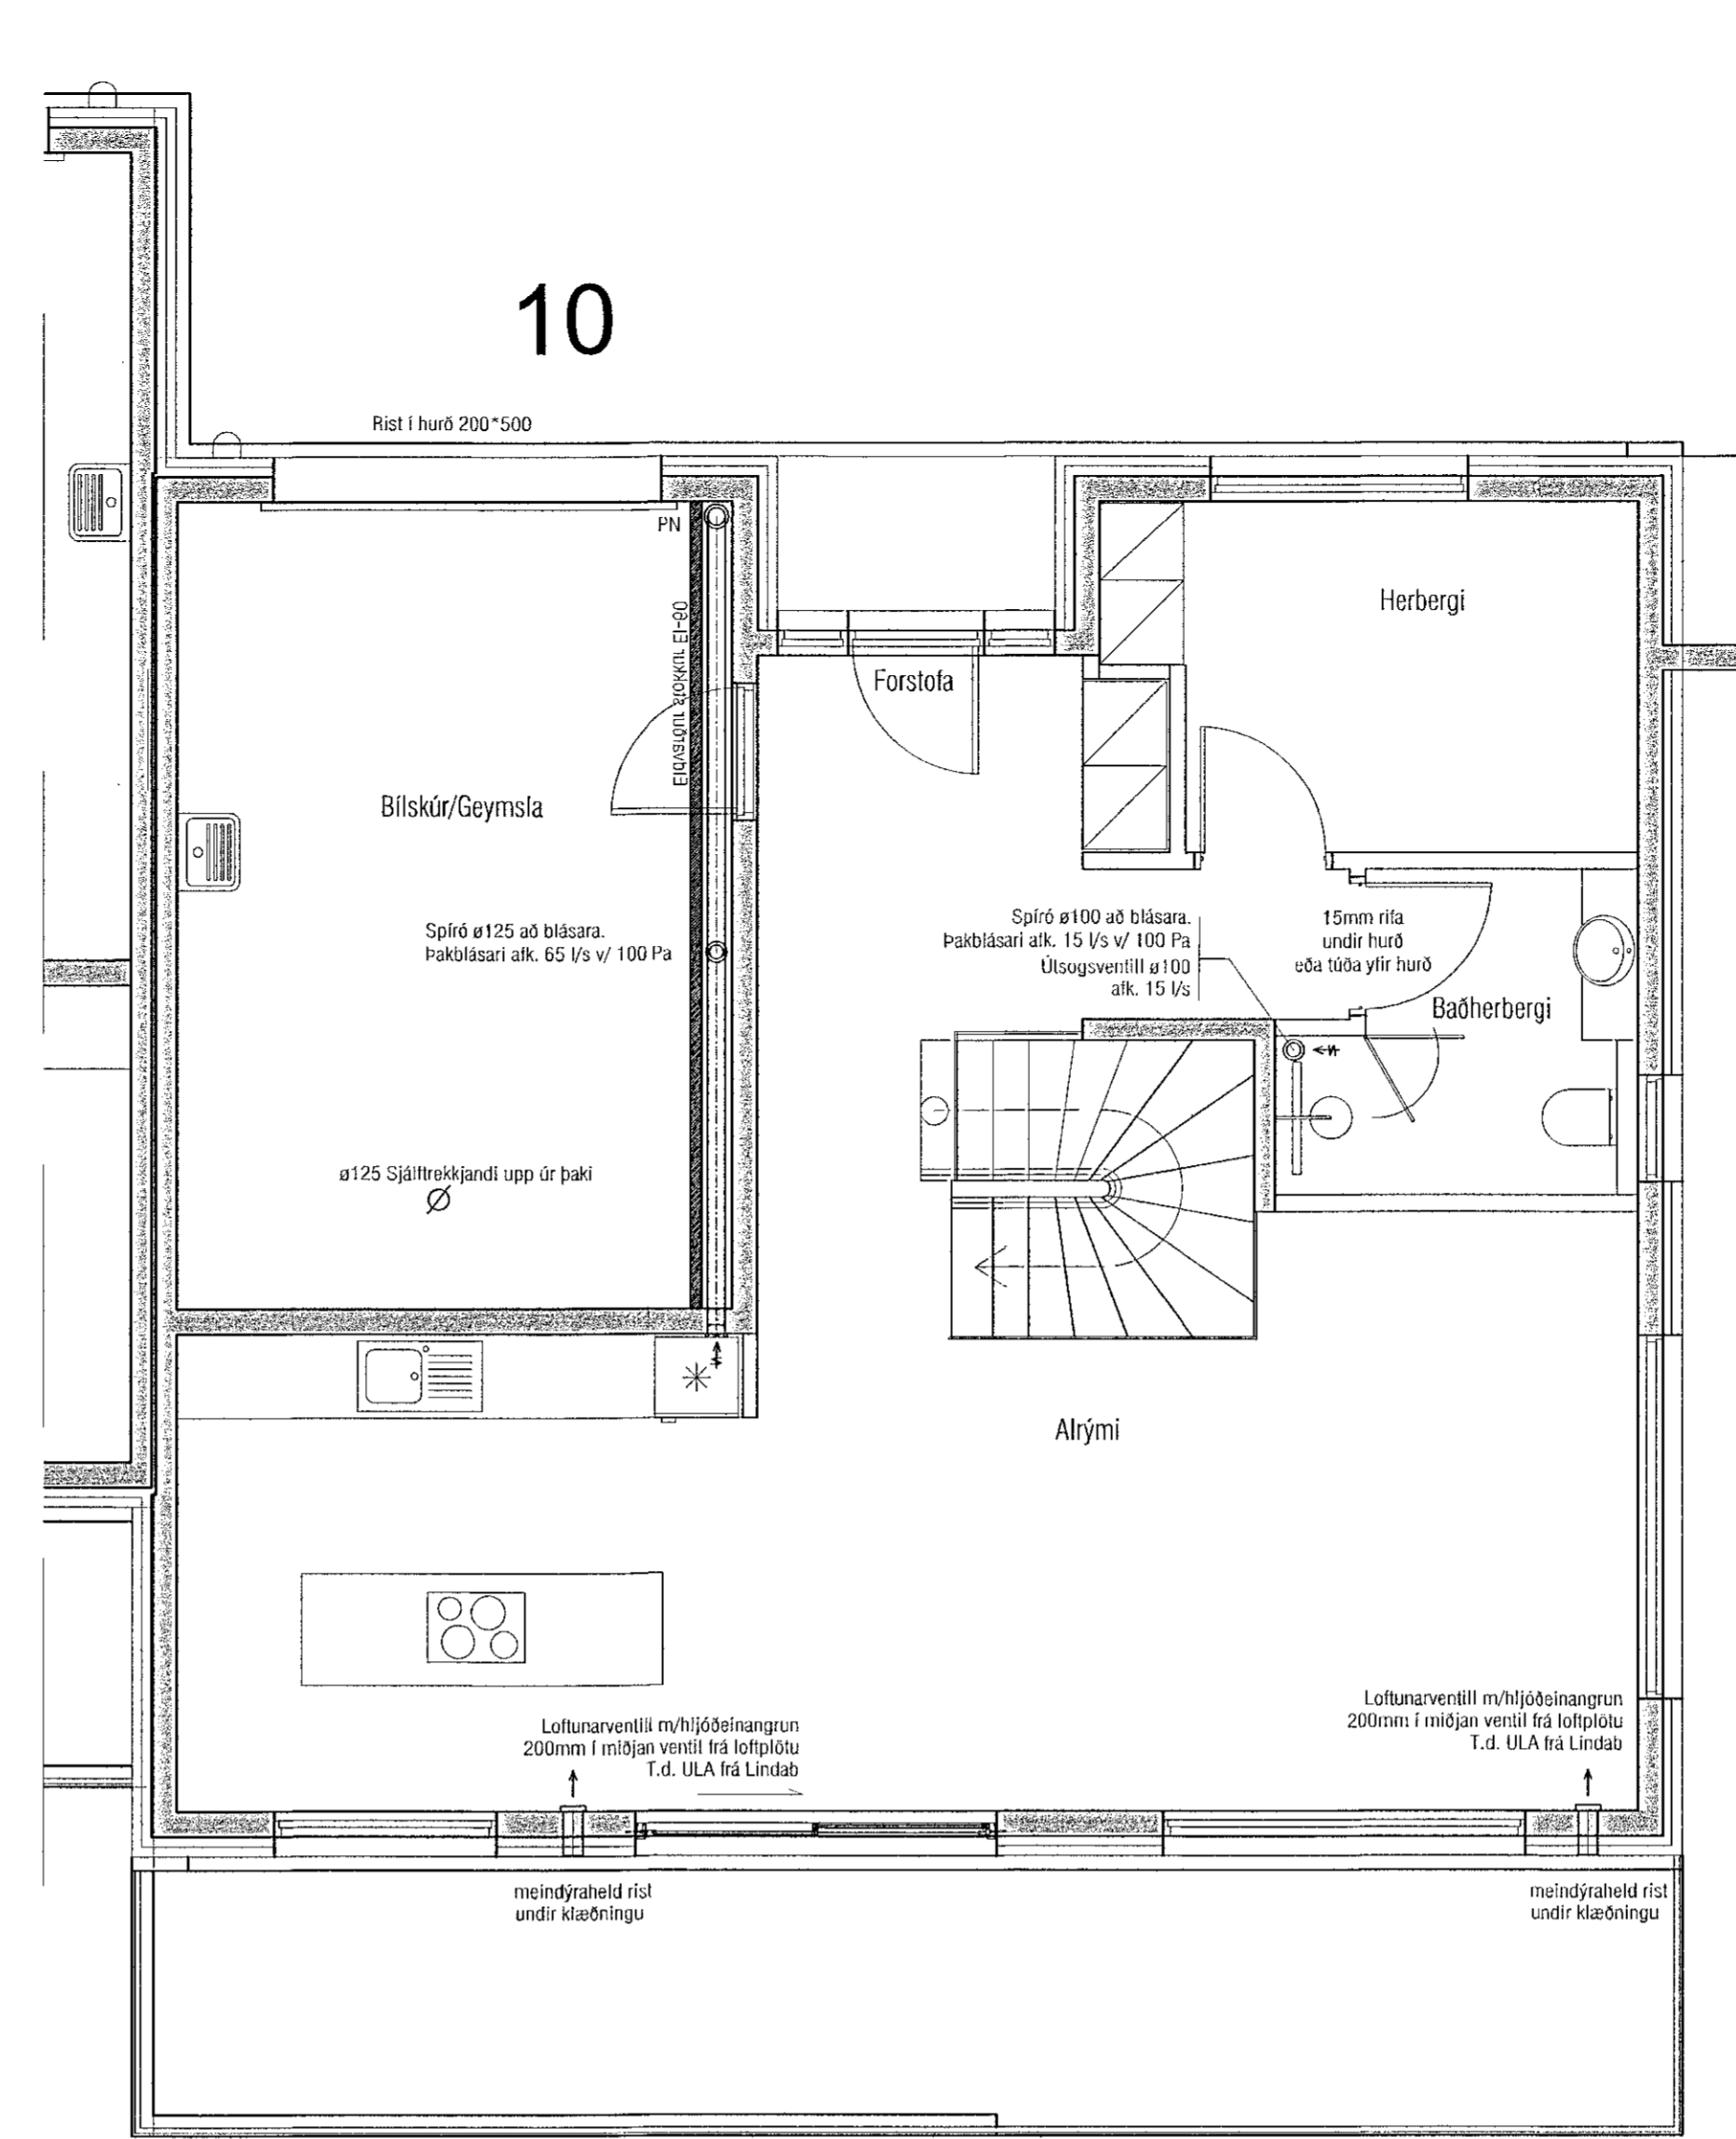 10
Rist í hurð 200*500
PN
Eldvarður stokkur EI-60
Herbergi
Forstofa
Bílskúr/Geymsla
Spíró ø125 að blásara.
Þakblásari afk. 65 l/s v/ 100 Pa
Spíró ø100 að blásara.
Þakblásari afk. 15 l/s v/ 100 Pa
Útsogsventill ø100
afk. 15 l/s
15mm rifa
undir hurð
eða túða yfir hurð
Baðherbergi
ø125 Sjálftrekkjandi upp úr þaki
Alrými
Loftunarventill m/hljóðeinangrun
200mm í miðjan ventil frá loftplötu
T.d. ULA frá Lindab
Loftunarventill m/hljóðeinangrun
200mm í miðjan ventil frá loftplötu
T.d. ULA frá Lindab
meindýraheld rist
undir klæðningu
meindýraheld rist
undir klæðningu